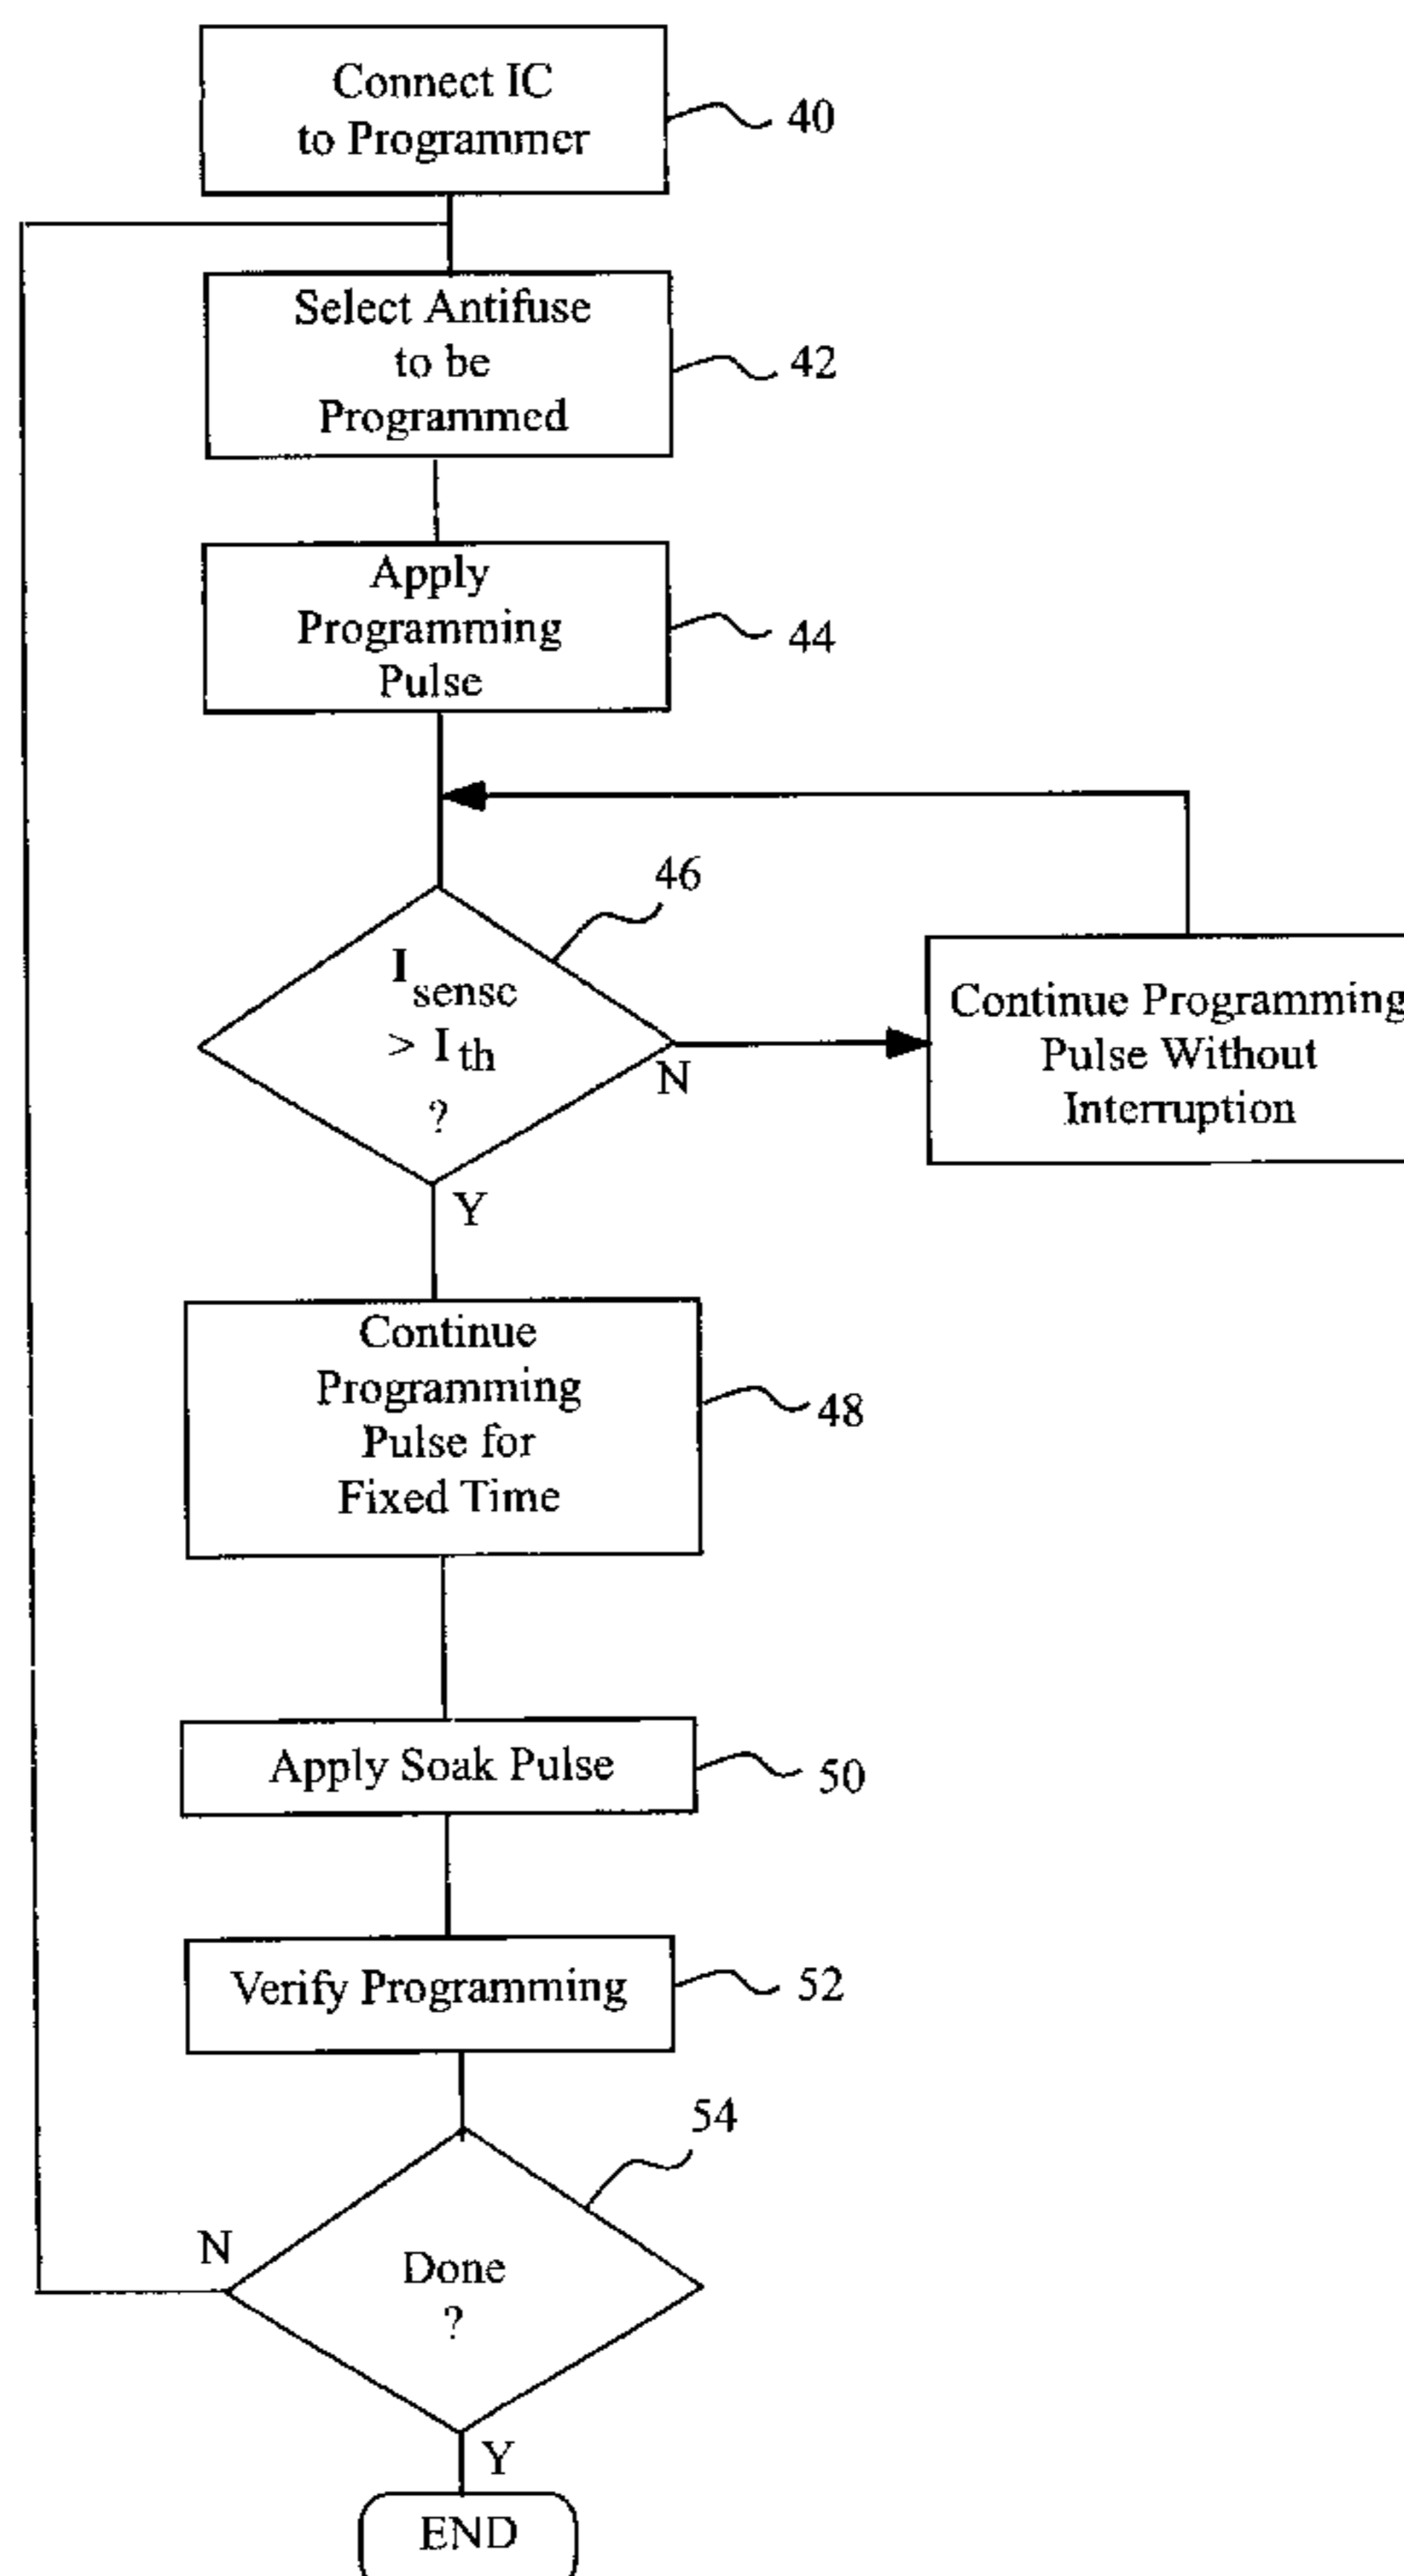 Connect IC
to Programmer
40
Select Antifuse
to be
Programmed
42
Apply
Programming
Pulse
44
46
I sense
> I th
?
N
Continue Programming
Pulse Without
Interruption
Y
Continue
Programming
Pulse for
Fixed Time
48
Apply Soak Pulse
50
Verify Programming
52
54
N
Done
?
Y
END